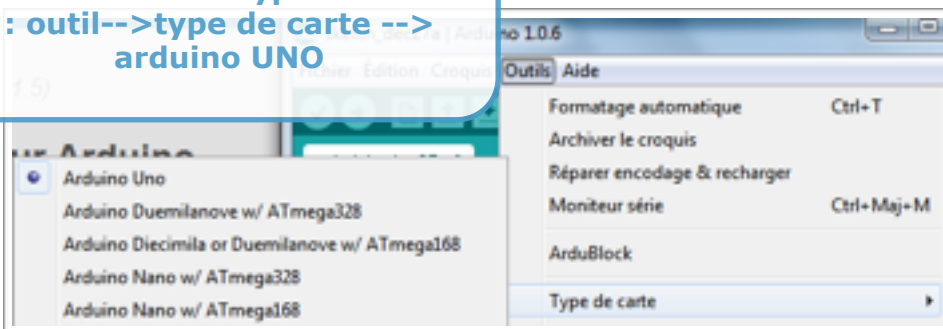 : outil-->type de carte -->
arduino UNO
1.5)
Arduino 1.0.6
Fichier Édition Croquis Outils Aide
Formatage automatique Ctrl+T
Archiver le croquis
Réparer encodage & recharger
Moniteur série Ctrl+Maj+M
ArduBlock
Type de carte
ur Arduino
Arduino Uno
Arduino Duemilanove w/ ATmega328
Arduino Diecimila or Duemilanove w/ ATmega168
Arduino Nano w/ ATmega328
Arduino Nano w/ ATmega168